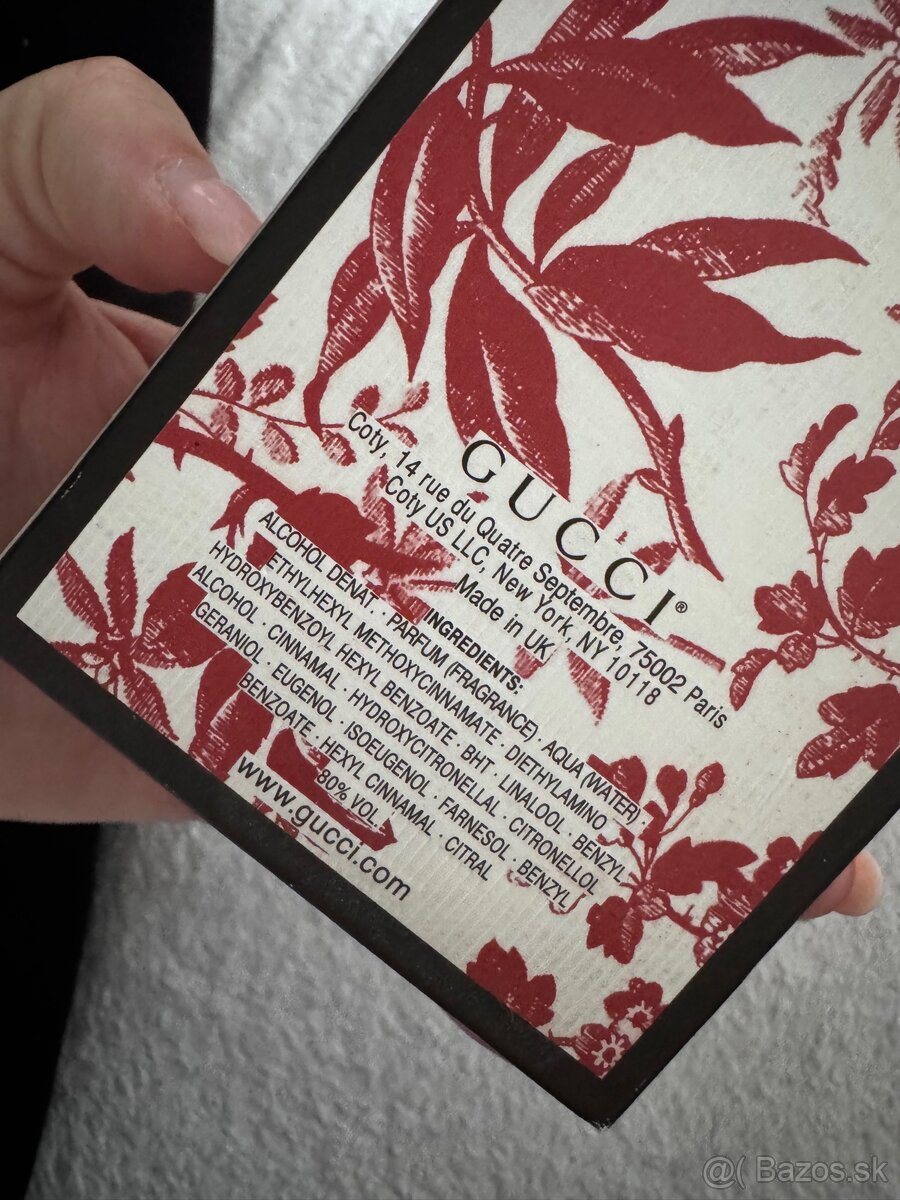 GUCCI®
Coty, 14 rue du Quatre Septembre, 75002 Paris
Coty US LLC, New York, NY 10118
Made in UK
INGREDIENTS:
ALCOHOL DENAT. · PARFUM (FRAGRANCE) · AQUA (WATER) ·
ETHYLHEXYL METHOXYCINNAMATE · DIETHYLAMINO
HYDROXYBENZOYL HEXYL BENZOATE · BHT · LINALOOL · BENZYL
ALCOHOL · CINNAMAL · HYDROXYCITRONELLAL · CITRONELLOL
GERANIOL · EUGENOL · ISOEUGENOL · FARNESOL · BENZYL
BENZOATE · HEXYL CINNAMAL · CITRAL
80% VOL.
www.gucci.com
@( Bazos.sk